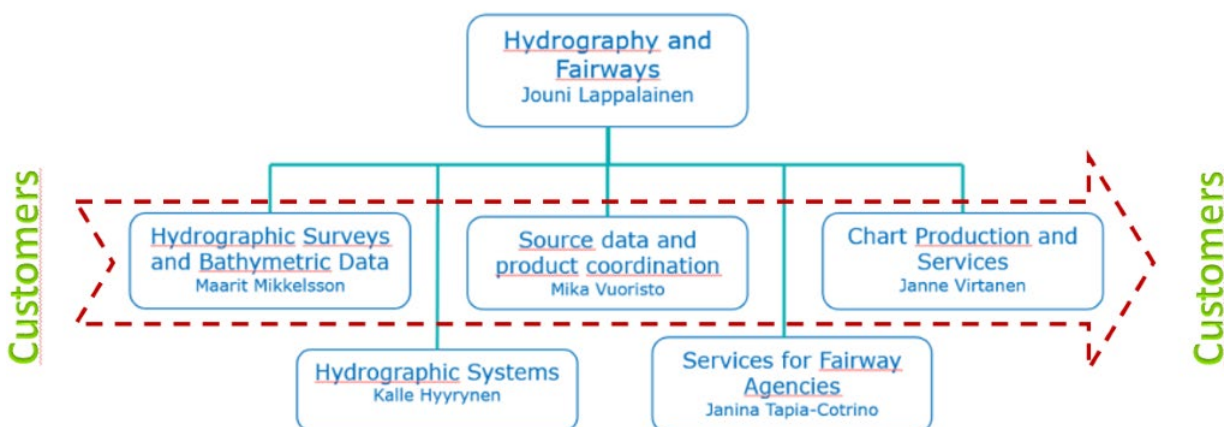 Hydrography and
Fairways
Jouni Lappalainen
Customers
Hydrographic Surveys
and Bathymetric Data
Maarit Mikkelsson
Source data and
product coordination
Mika Vuoristo
Chart Production and
Services
Janne Virtanen
Customers
Hydrographic Systems
Kalle Hyyrynen
Services for Fairway
Agencies
Janina Tapia-Cotrino